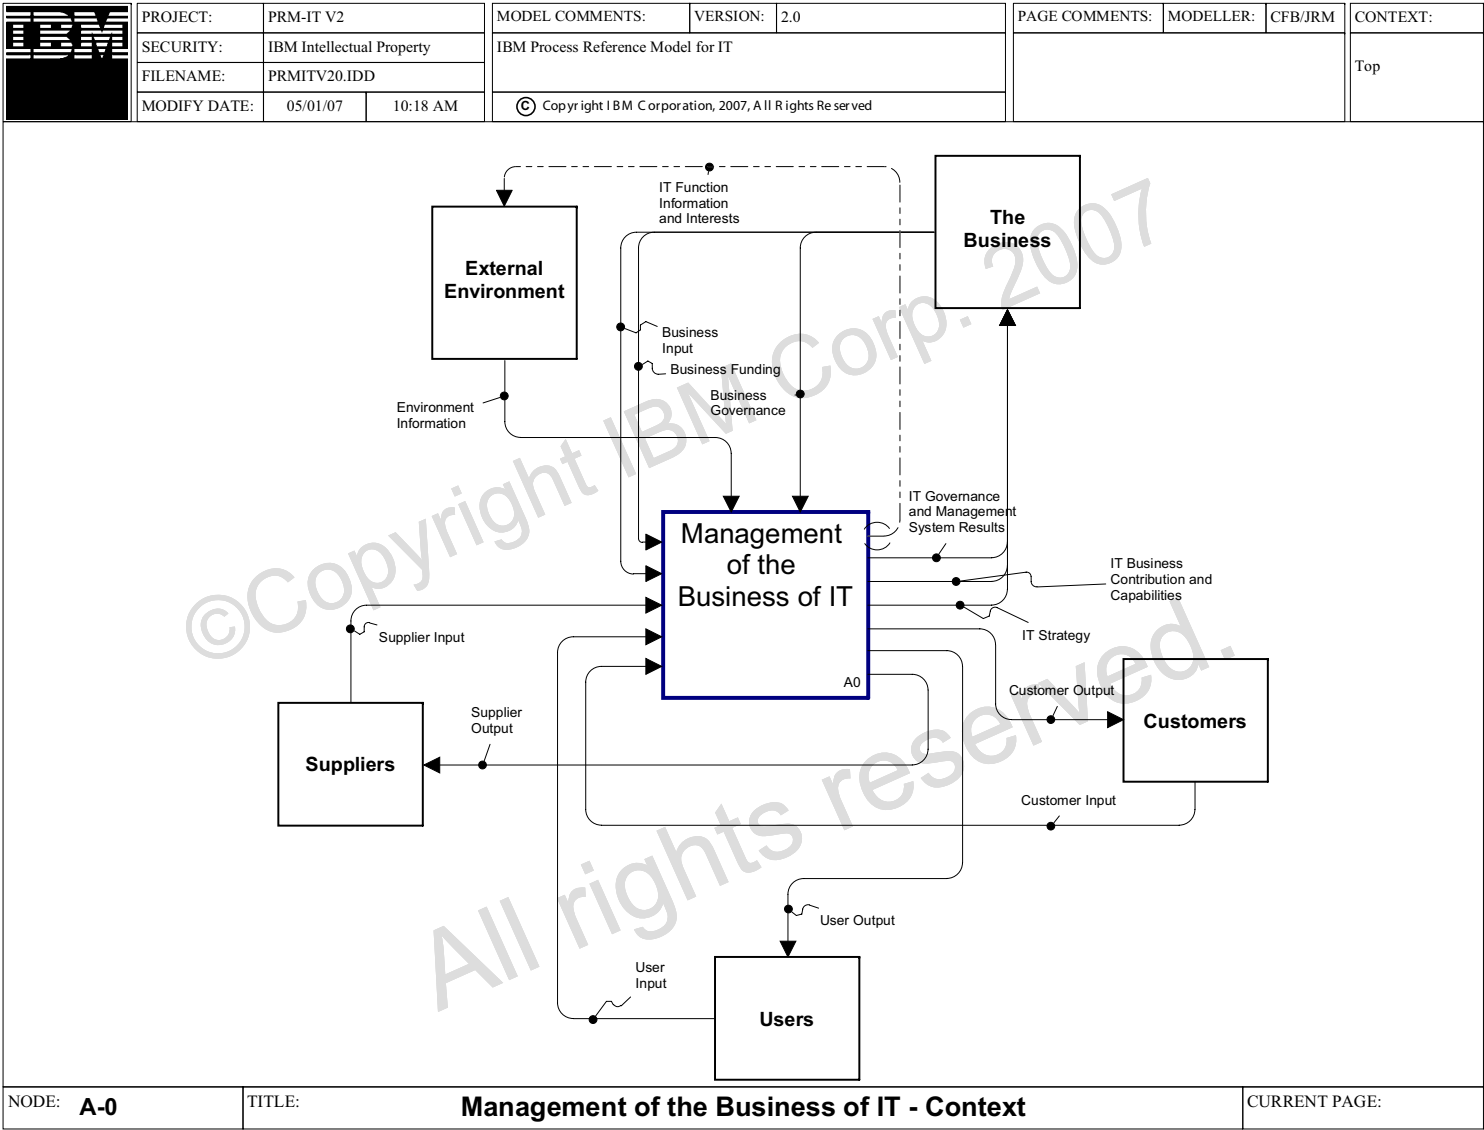 IBM
PROJECT: PRM-IT V2
SECURITY: IBM Intellectual Property
FILENAME: PRMITV20.IDD
MODIFY DATE: 05/01/07 10:18 AM
MODEL COMMENTS: VERSION: 2.0
IBM Process Reference Model for IT
© Copyright IBM Corporation, 2007, All Rights Reserved
PAGE COMMENTS: MODELLER: CFB/JRM
CONTEXT:
Top
IT Function
Information
and Interests
The
Business
External
Environment
Business
Input
Business Funding
Business
Governance
Environment
Information
Management
of the
Business of IT
A0
IT Governance
and Management
System Results
IT Business
Contribution and
Capabilities
IT Strategy
Supplier Input
Supplier
Output
Suppliers
Customer Output
Customers
Customer Input
User Output
User
Input
Users
©Copyright IBM Corp. 2007
All rights reserved.
NODE: A-0
TITLE: Management of the Business of IT - Context
CURRENT PAGE: